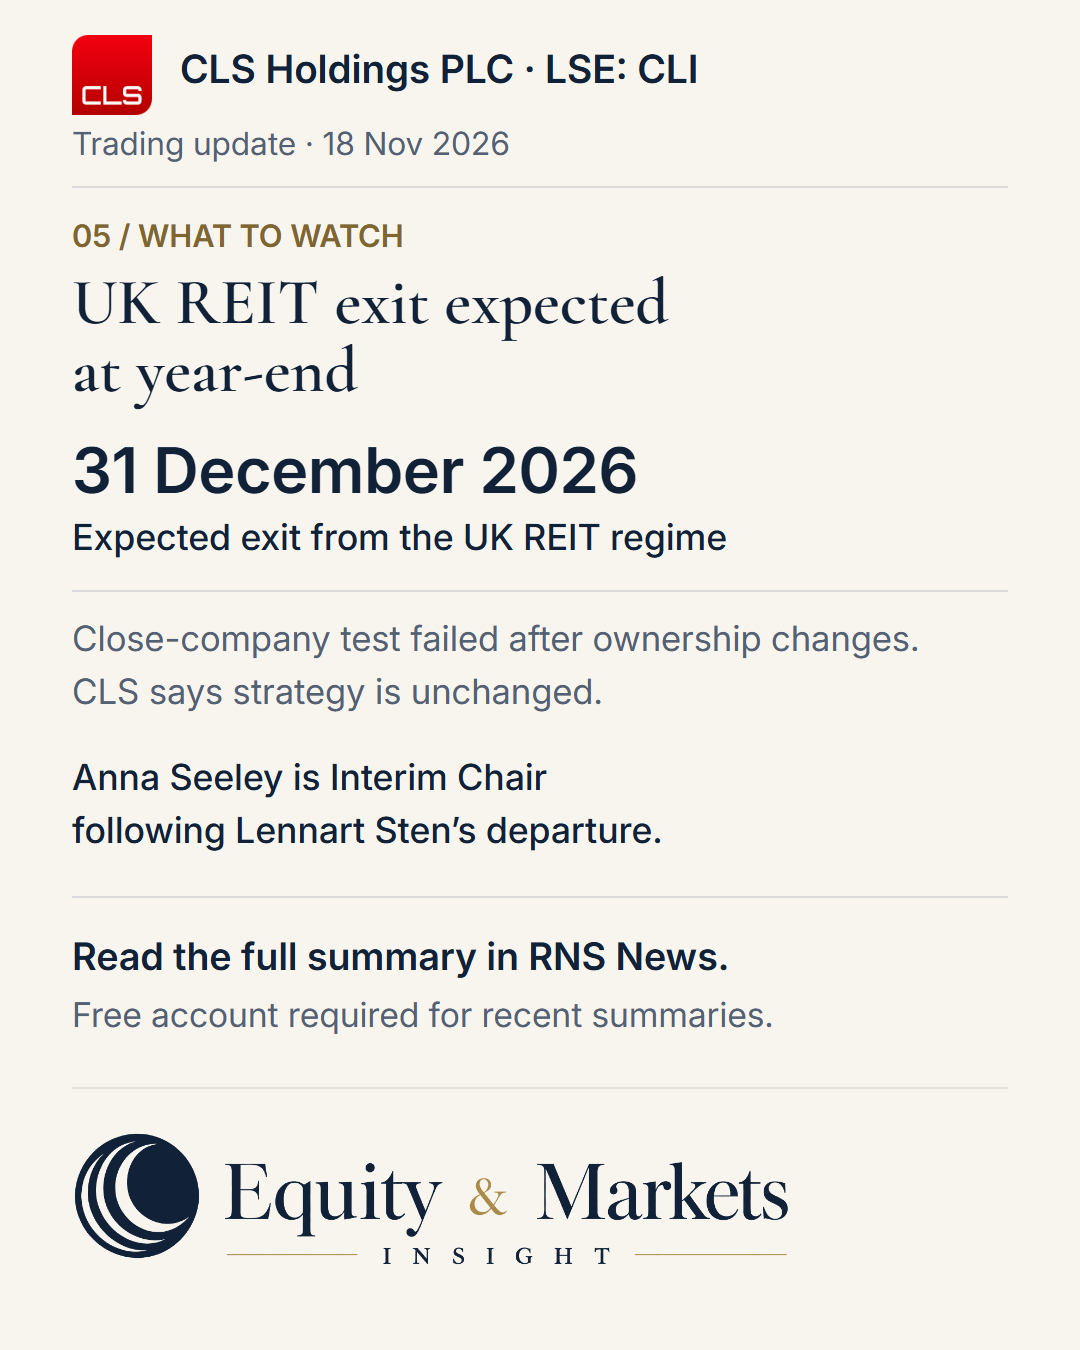 CLS
CLS Holdings PLC · LSE: CLI
Trading update · 18 Nov 2026
05 / WHAT TO WATCH
UK REIT exit expected
at year-end
31 December 2026
Expected exit from the UK REIT regime
Close-company test failed after ownership changes.
CLS says strategy is unchanged.
Anna Seeley is Interim Chair
following Lennart Sten’s departure.
Read the full summary in RNS News.
Free account required for recent summaries.
Equity & Markets
INSIGHT